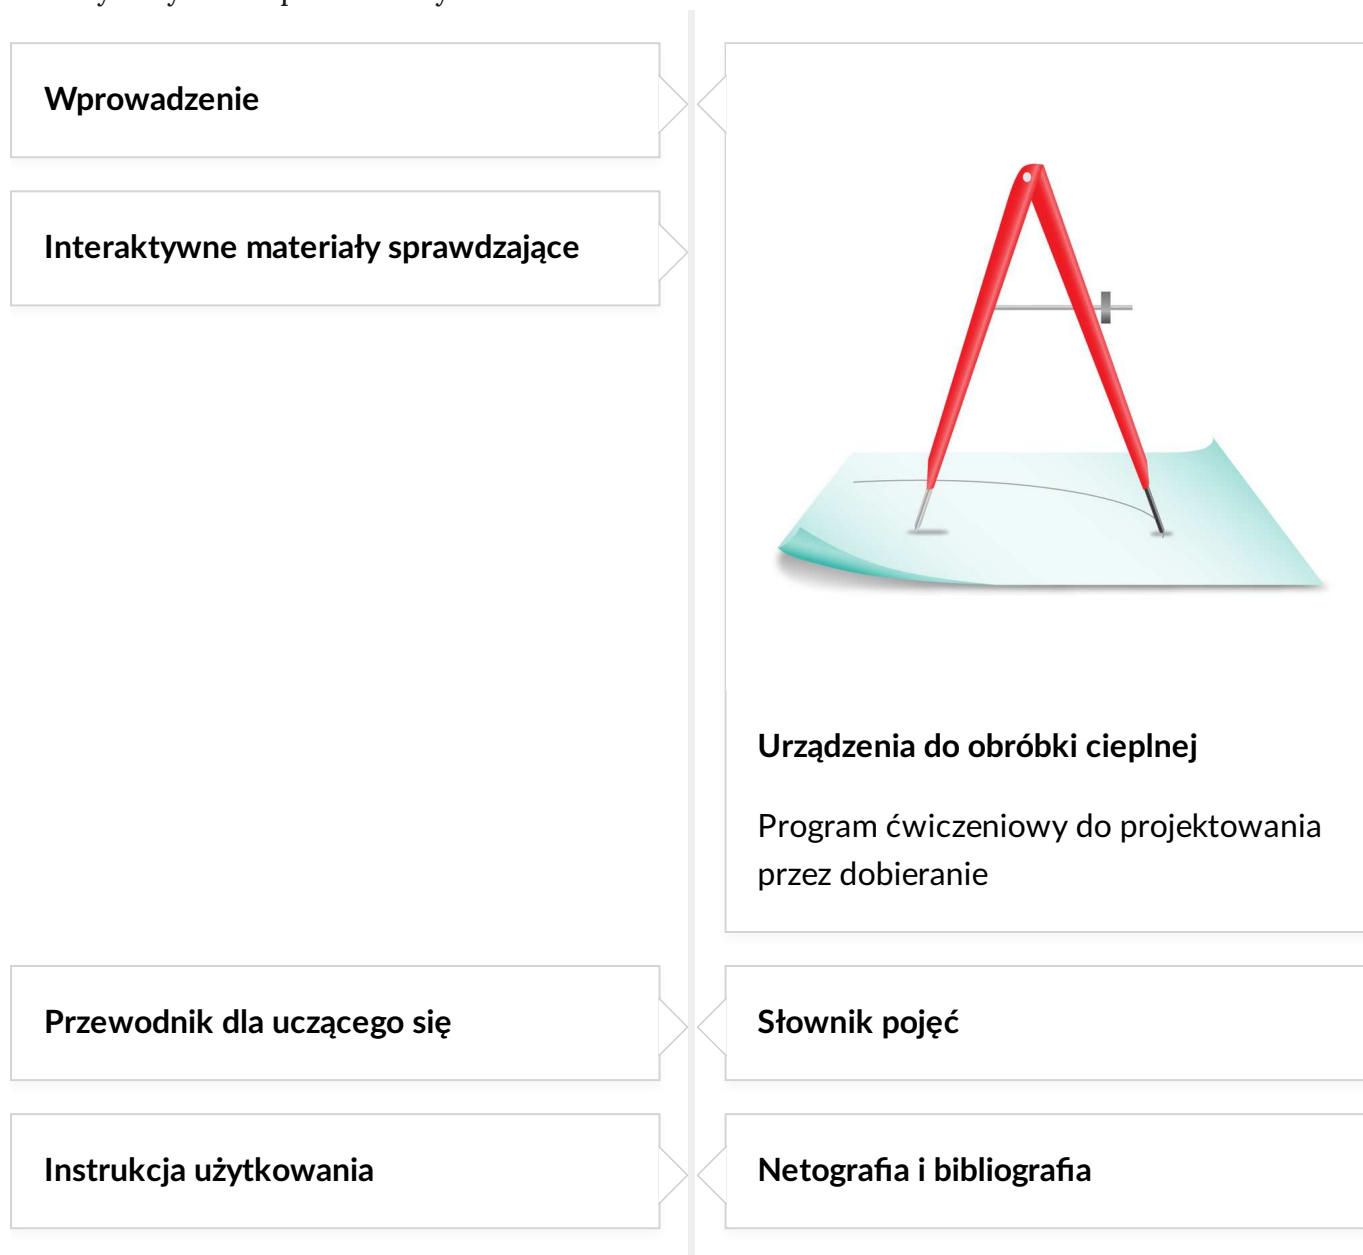 Wprowadzenie
Interaktywne materiały sprawdzające
Urządzenia do obróbki cieplnej
Program ćwiczeniowy do projektowania
przez dobieranie
Przewodnik dla uczącego się
Słownik pojęć
Instrukcja użytkowania
Netografia i bibliografia